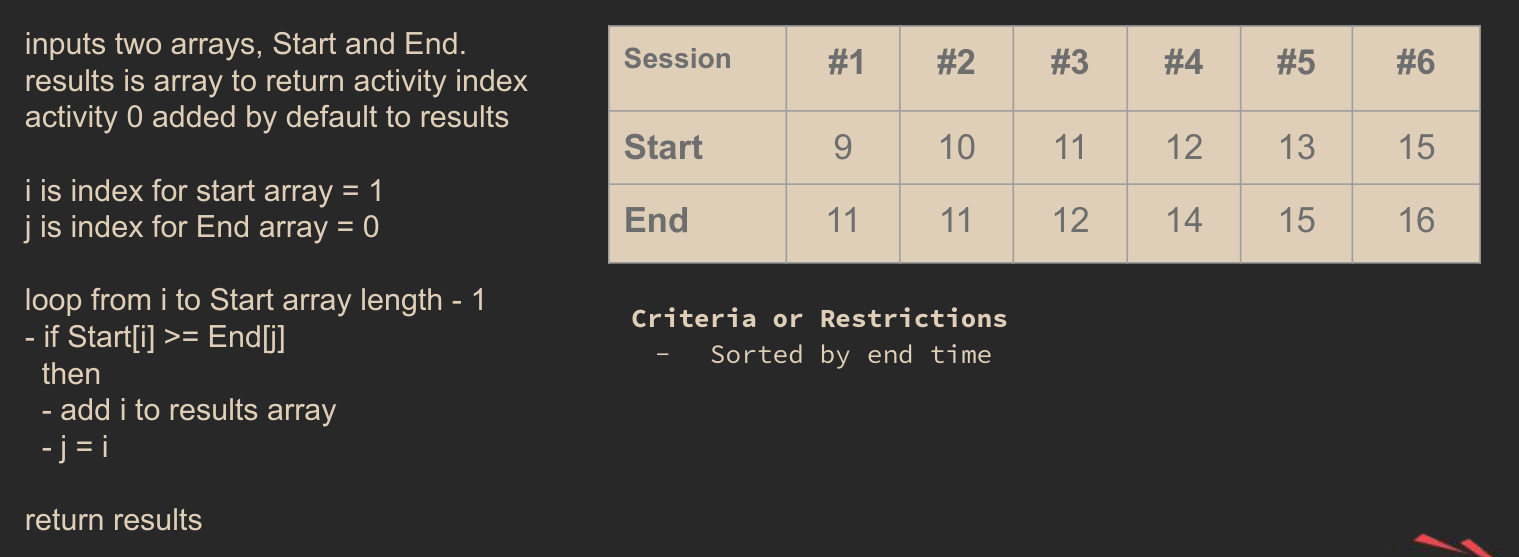 inputs two arrays, Start and End.
results is array to return activity index
activity 0 added by default to results
i is index for start array = 1
j is index for End array = 0
loop from i to Start array length - 1
- if Start[i] >= End[j]
then
- add i to results array
- j = i
return results
Session #1 #2 #3 #4 #5 #6
Start 9 10 11 12 13 15
End 11 11 12 14 15 16
Criteria or Restrictions
- Sorted by end time